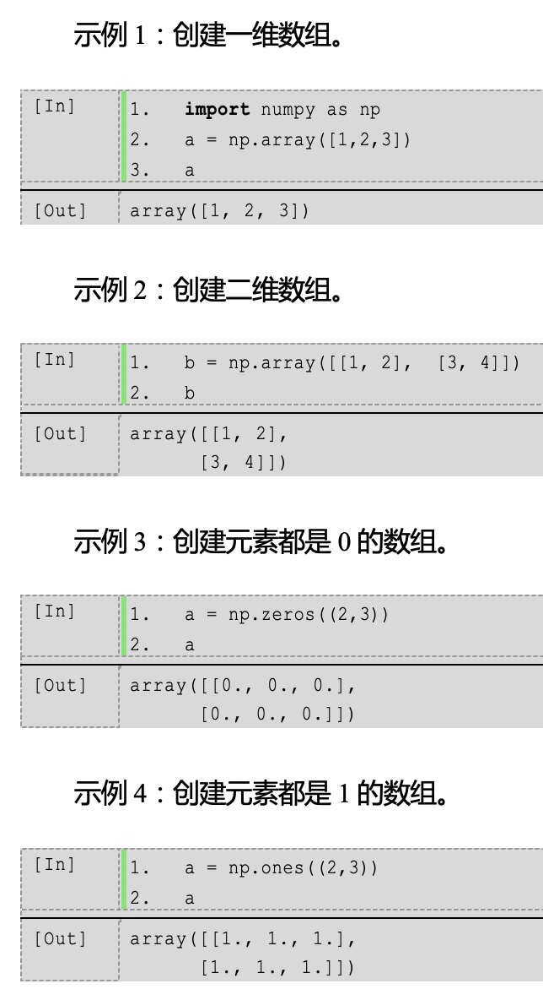 示例 1：创建一维数组。
[In] 1. import numpy as np
2. a = np.array([1,2,3])
3. a
[Out] array([1, 2, 3])
示例 2：创建二维数组。
[In] 1. b = np.array([[1, 2], [3, 4]])
2. b
[Out] array([[1, 2],
[3, 4]])
示例 3：创建元素都是 0 的数组。
[In] 1. a = np.zeros((2,3))
2. a
[Out] array([[0., 0., 0.],
[0., 0., 0.]])
示例 4：创建元素都是 1 的数组。
[In] 1. a = np.ones((2,3))
2. a
[Out] array([[1., 1., 1.],
[1., 1., 1.]])